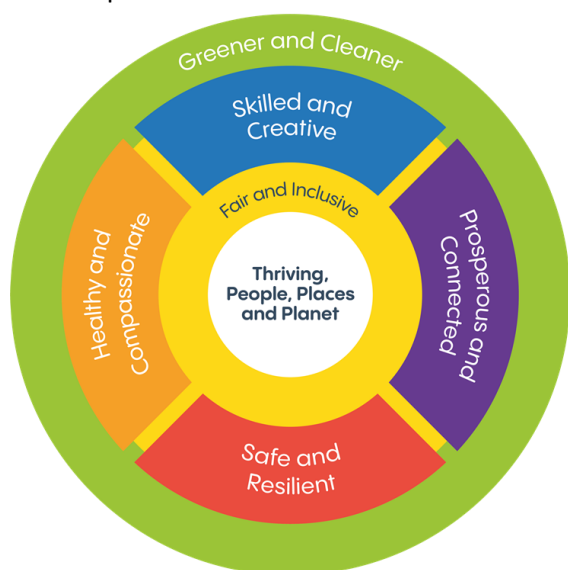 Greener and Cleaner
Skilled and
Creative
Fair and Inclusive
Healthy and
Compassionate
Thriving,
People, Places
and Planet
Prosperous and
Connected
Safe and
Resilient